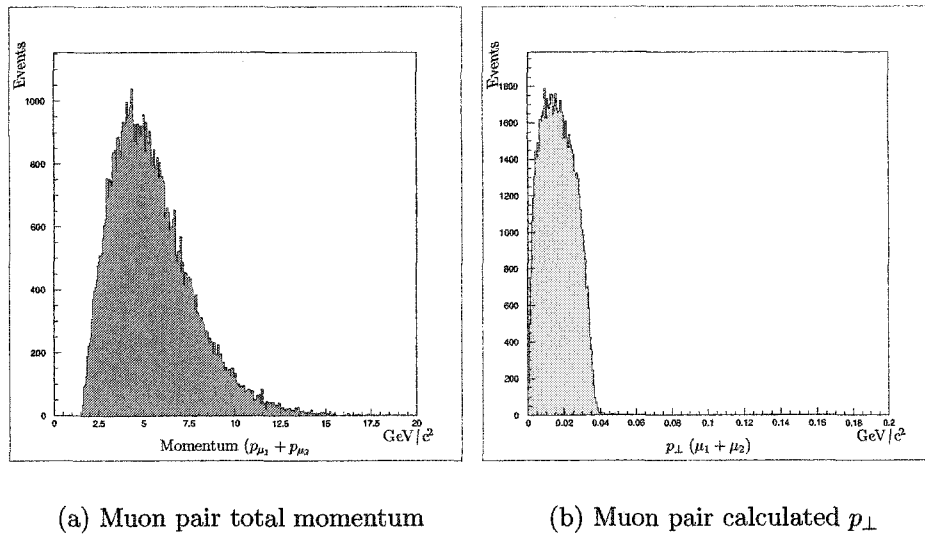 Events
1000
800
600
400
200
0
0 2.5 5 7.5 10 12.5 15 17.5 20
GeV/c²
Momentum (p_{μ₁} + p_{μ₂}
Events
1800
1600
1400
1200
1000
800
600
400
200
0
0 0.02 0.04 0.06 0.08 0.1 0.12 0.14 0.16 0.18 0.2
GeV/c²
p⊥ (μ₁ + μ₂)
(a) Muon pair total momentum
(b) Muon pair calculated p⊥